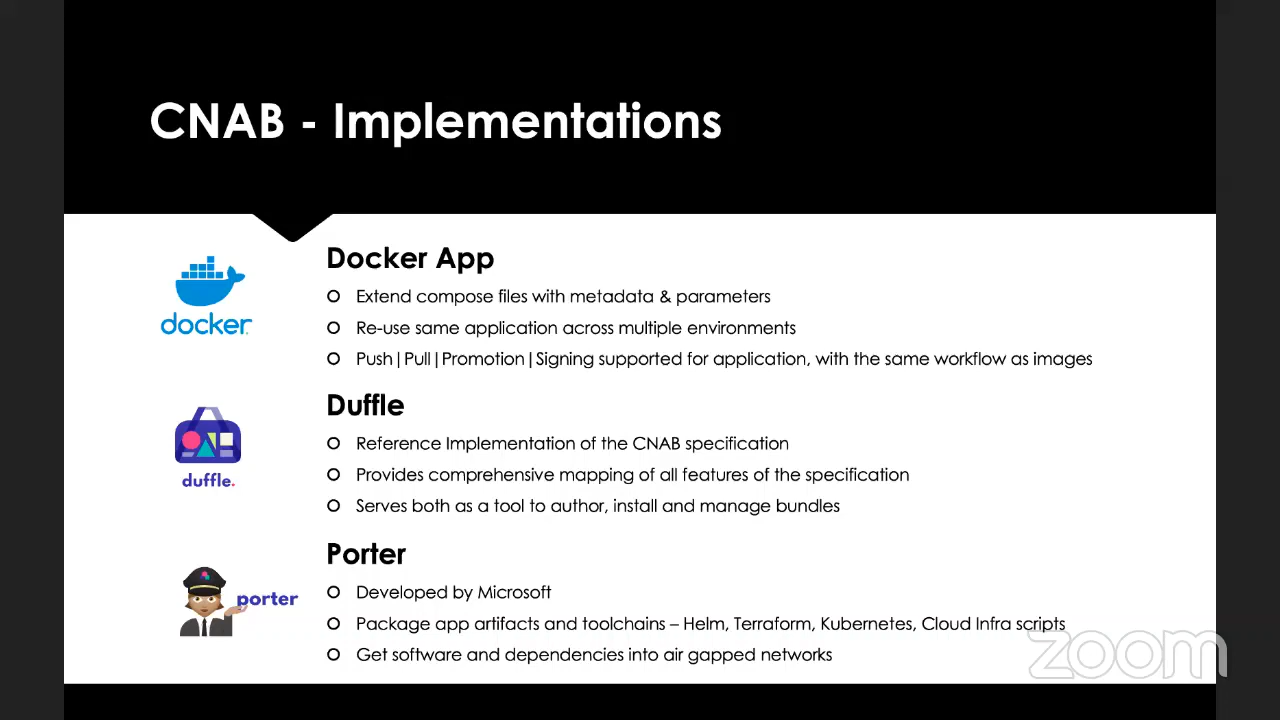 CNAB - Implementations
docker
Docker App
Extend compose files with metadata & parameters
Re-use same application across multiple environments
Push|Pull|Promotion|Signing supported for application, with the same workflow as images
duffle.
Duffle
Reference Implementation of the CNAB specification
Provides comprehensive mapping of all features of the specification
Serves both as a tool to author, install and manage bundles
porter
Porter
Developed by Microsoft
Package app artifacts and toolchains – Helm, Terraform, Kubernetes, Cloud Infra scripts
Get software and dependencies into air gapped networks
zoom